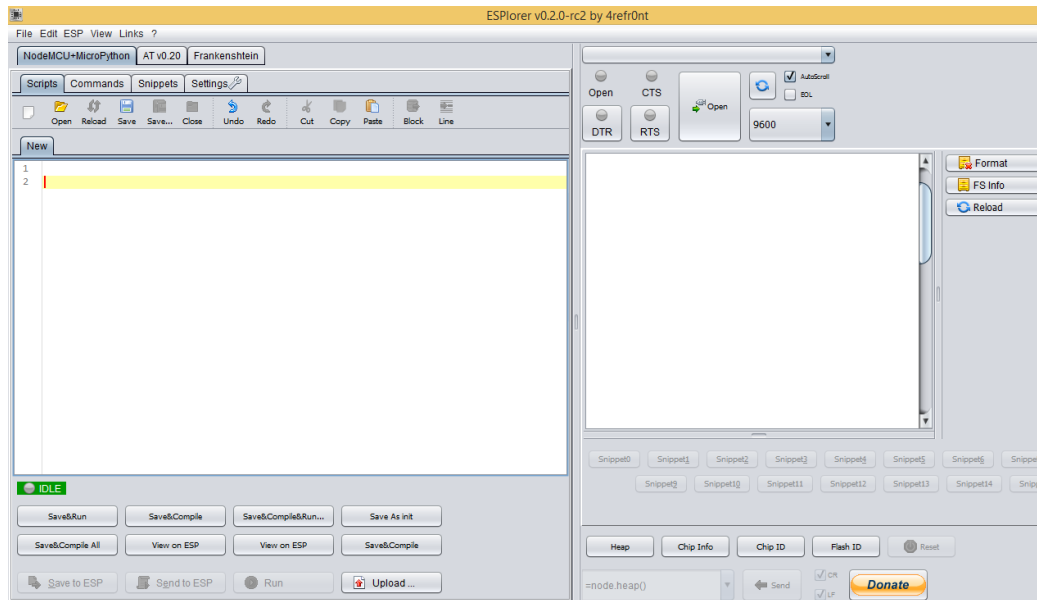 ESPlorer v0.2.0-rc2 by 4refr0nt
File Edit ESP View Links ?
NodeMCU+MicroPython AT v0.20 Frankenshtein
Scripts Commands Snippets Settings
Open Reload Save Save... Close Undo Redo Cut Copy Paste Block Line
New
1
2
IDLE
Save&Run Save&Compile Save&Compile&Run... Save As init
Save&Compile All View on ESP View on ESP Save&Compile
Save to ESP Send to ESP Run Upload ...
Open CTS Open AutoScroll
EOL
DTR RTS 9600
Format
FS Info
Reload
Snippet0 Snippet1 Snippet2 Snippet3 Snippet4 Snippet5 Snippet6 Snippe
Snippet9 Snippet10 Snippet11 Snippet12 Snippet13 Snippet14 Snip
Heap Chip Info Chip ID Flash ID Reset
=node.heap() Send CR Donate
LF